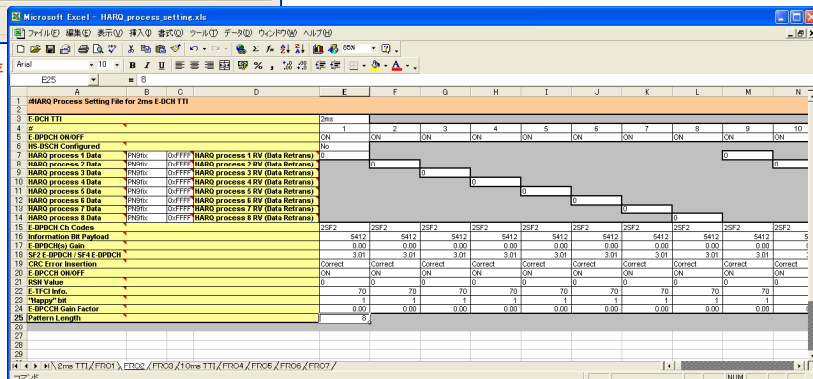 Microsoft Excel - HARQ_process_setting.xls
ファイル(F) 編集(E) 表示(V) 挿入(I) 書式(O) ツール(T) データ(D) ウィンドウ(W) ヘルプ(H)
85%
Arial 10 B I U
E25 = 8
A B C D E F G H I J K L M N
1 #HARQ Process Setting File for 2ms E-DCH TTI
2
3 E-DCH TTI 2ms
4 # 1 2 3 4 5 6 7 8 9 10
5 E-DPDCH ON/OFF ON ON ON ON ON ON ON ON ON ON
6 HS-DSCH Configured No
7 HARQ process 1 Data PN9fix 0xFFFF HARQ process 1 RV (Data Retrans) 0 0
8 HARQ process 2 Data PN9fix 0xFFFF HARQ process 2 RV (Data Retrans) 0 0
9 HARQ process 3 Data PN9fix 0xFFFF HARQ process 3 RV (Data Retrans) 0
10 HARQ process 4 Data PN9fix 0xFFFF HARQ process 4 RV (Data Retrans) 0
11 HARQ process 5 Data PN9fix 0xFFFF HARQ process 5 RV (Data Retrans) 0
12 HARQ process 6 Data PN9fix 0xFFFF HARQ process 6 RV (Data Retrans) 0
13 HARQ process 7 Data PN9fix 0xFFFF HARQ process 7 RV (Data Retrans) 0
14 HARQ process 8 Data PN9fix 0xFFFF HARQ process 8 RV (Data Retrans) 0
15 E-DPDCH Ch Codes 2SF2 2SF2 2SF2 2SF2 2SF2 2SF2 2SF2 2SF2 2SF2 2SF2
16 Information Bit Payload 5412 5412 5412 5412 5412 5412 5412 5412 5412
17 E-DPDCH(s) Gain 0.00 0.00 0.00 0.00 0.00 0.00 0.00 0.00 0.00
18 SF2 E-DPDCH / SF4 E-DPDCH 3.01 3.01 3.01 3.01 3.01 3.01 3.01 3.01 3.01
19 CRC Error Insertion Correct Correct Correct Correct Correct Correct Correct Correct Correct Correct
20 E-DPCCH ON/OFF ON ON ON ON ON ON ON ON ON ON
21 RSN Value 0 0 0 0 0 0 0 0 0 0
22 E-TFCI Info. 70 70 70 70 70 70 70 70 70
23 "Happy" bit 1 1 1 1 1 1 1 1 1
24 E-DPCCH Gain Factor 0.00 0.00 0.00 0.00 0.00 0.00 0.00 0.00 0.00
25 Pattern Length 8
26
27
28
29
2ms TTI / FRC1 / FRC2 / FRC3 / 10ms TTI / FRC4 / FRC5 / FRC6 / FRC7 /
コマンド NUM